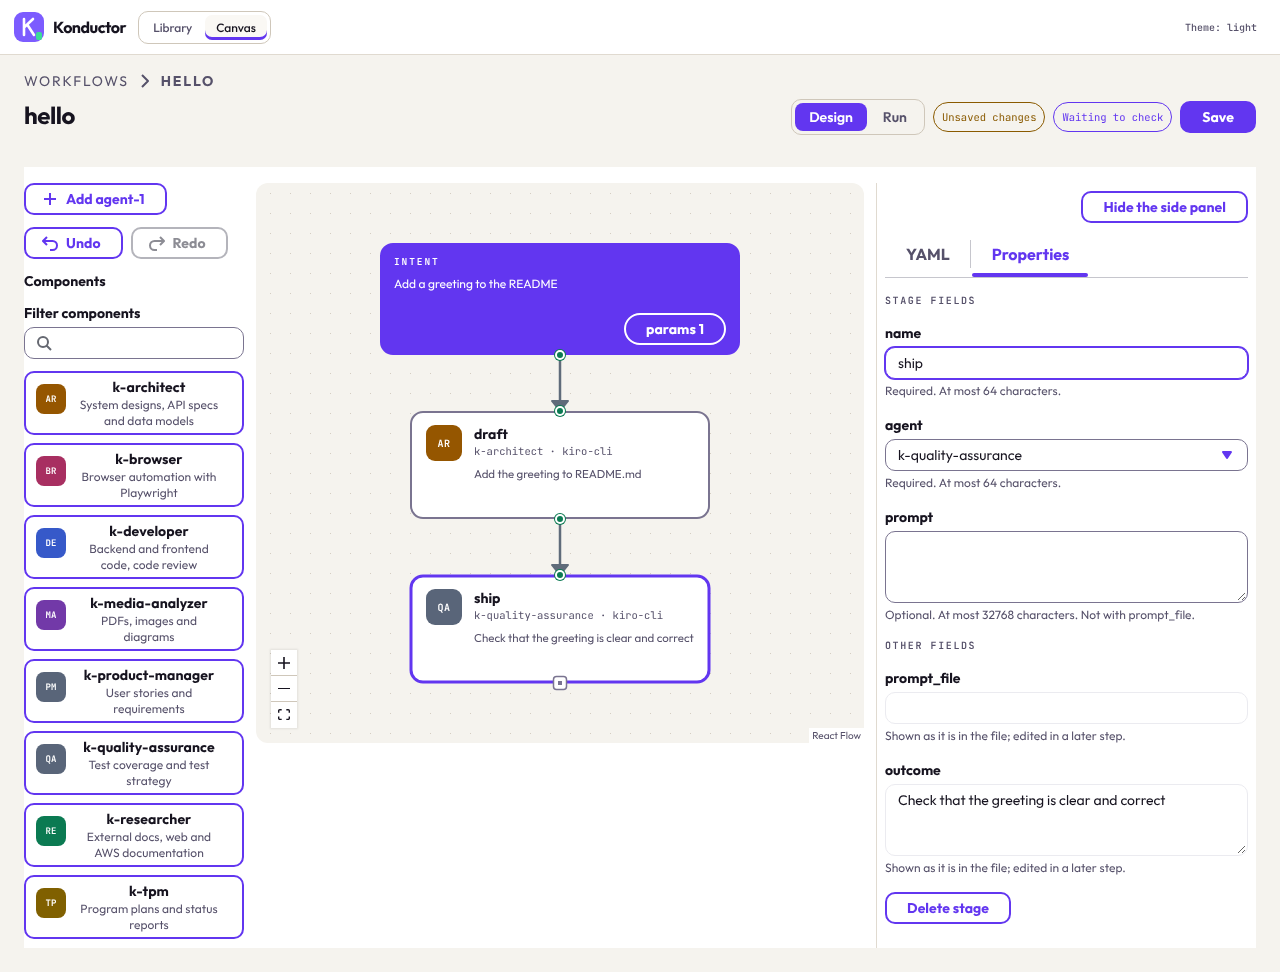 Konductor
Library
Canvas
Theme: light
WORKFLOWS > HELLO
hello
Design
Run
Unsaved changes
Waiting to check
Save
Add agent-1
Undo
Redo
Components
Filter components
AR
k-architect
System designs, API specs
and data models
BR
k-browser
Browser automation with
Playwright
DE
k-developer
Backend and frontend
code, code review
MA
k-media-analyzer
PDFs, images and
diagrams
PM
k-product-manager
User stories and
requirements
QA
k-quality-assurance
Test coverage and test
strategy
RE
k-researcher
External docs, web and
AWS documentation
TP
k-tpm
Program plans and status
reports
INTENT
Add a greeting to the README
params 1
AR
draft
k-architect · kiro-cli
Add the greeting to README.md
QA
ship
k-quality-assurance · kiro-cli
Check that the greeting is clear and correct
React Flow
Hide the side panel
YAML
Properties
STAGE FIELDS
name
ship
Required. At most 64 characters.
agent
k-quality-assurance
Required. At most 64 characters.
prompt
Optional. At most 32768 characters. Not with prompt_file.
OTHER FIELDS
prompt_file
Shown as it is in the file; edited in a later step.
outcome
Check that the greeting is clear and correct
Shown as it is in the file; edited in a later step.
Delete stage